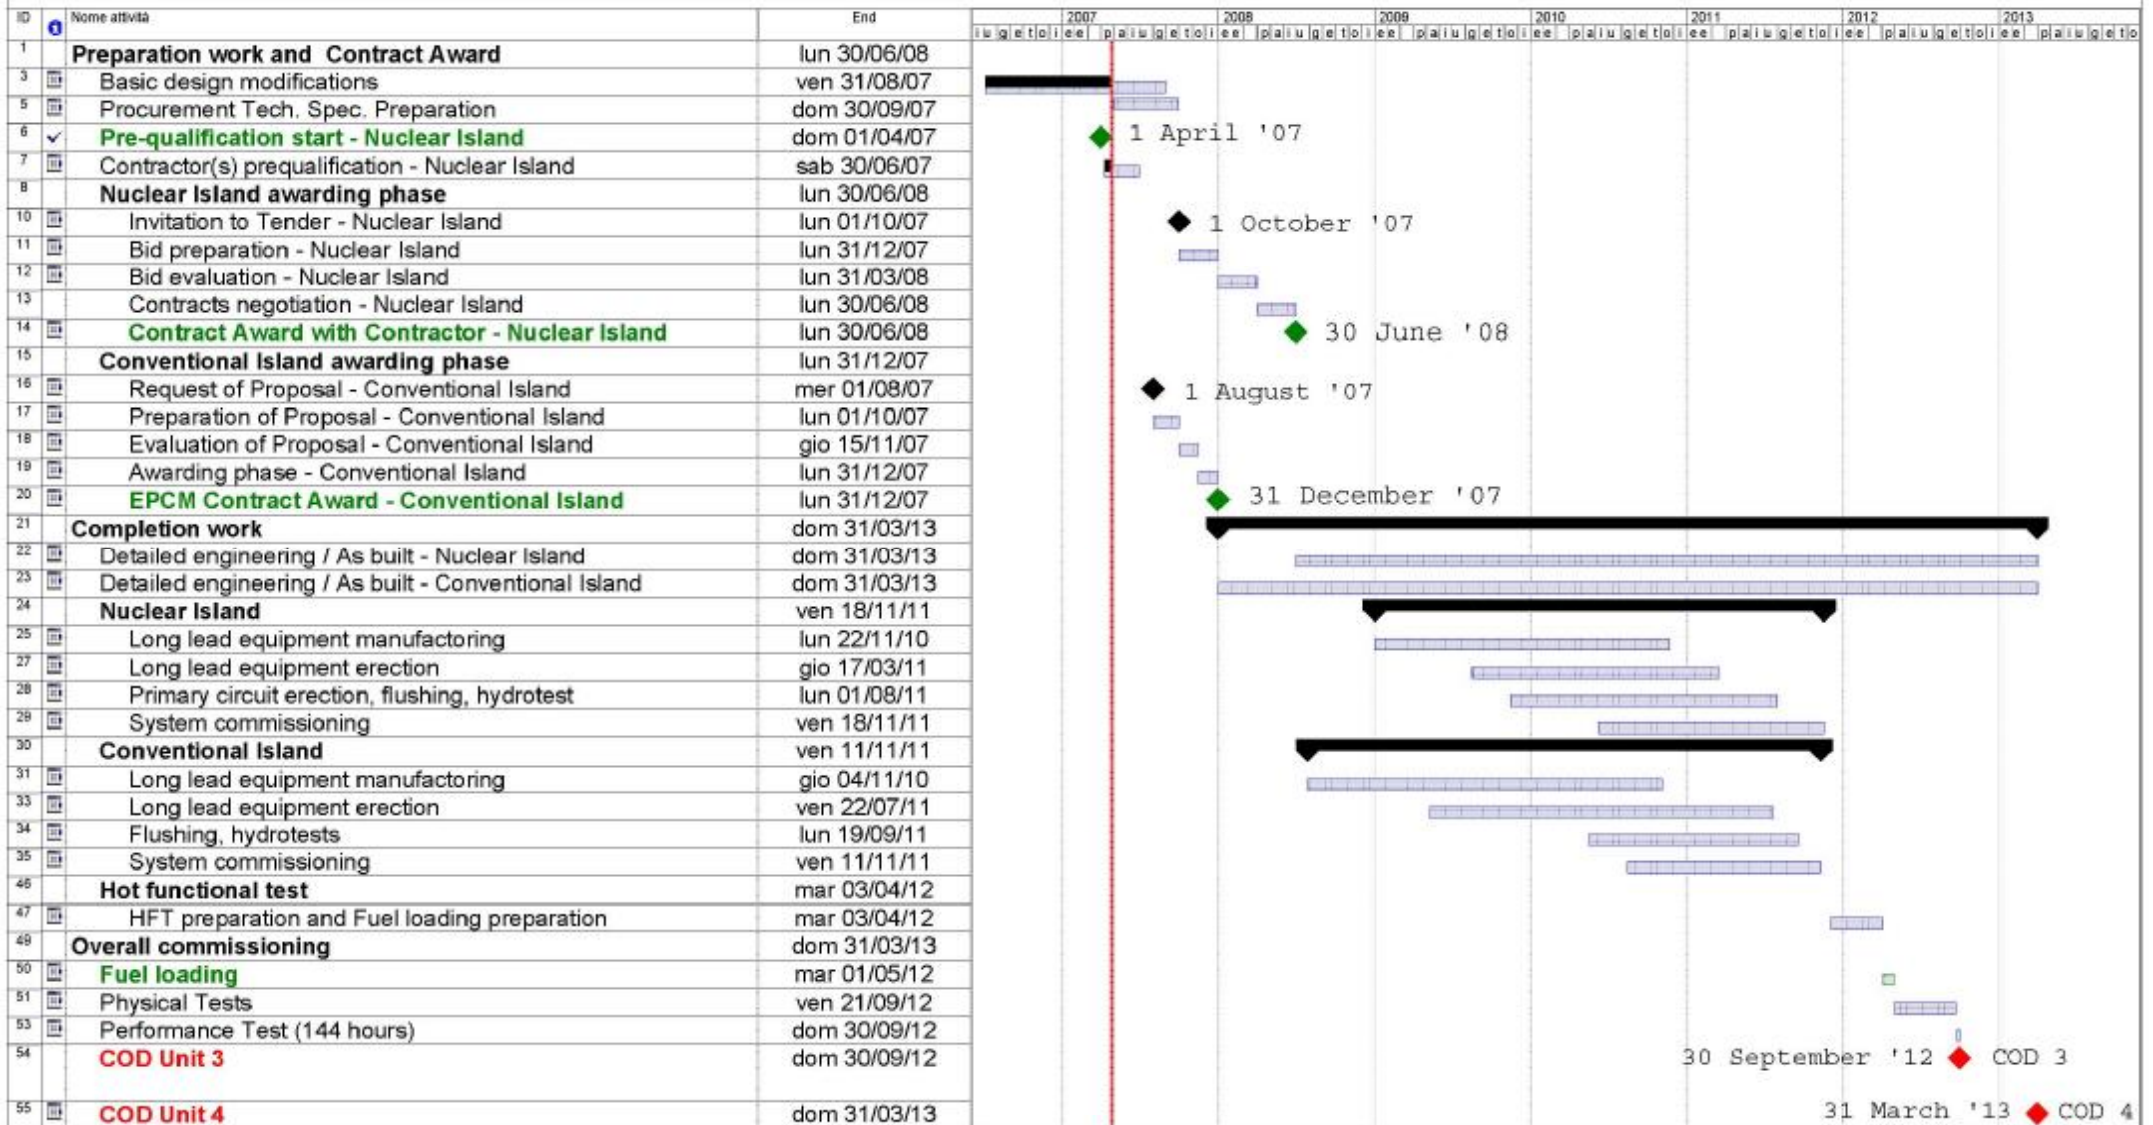 ID Nome attività End 2007 2008 2009 2010 2011 2012 2013
1 Preparation work and Contract Award lun 30/06/08
3 Basic design modifications ven 31/08/07
5 Procurement Tech. Spec. Preparation dom 30/09/07
6 Pre-qualification start - Nuclear Island dom 01/04/07 1 April '07
7 Contractor(s) prequalification - Nuclear Island sab 30/06/07
8 Nuclear Island awarding phase lun 30/06/08
10 Invitation to Tender - Nuclear Island lun 01/10/07 1 October '07
11 Bid preparation - Nuclear Island lun 31/12/07
12 Bid evaluation - Nuclear Island lun 31/03/08
13 Contracts negotiation - Nuclear Island lun 30/06/08
14 Contract Award with Contractor - Nuclear Island lun 30/06/08 30 June '08
15 Conventional Island awarding phase lun 31/12/07
16 Request of Proposal - Conventional Island mer 01/08/07 1 August '07
17 Preparation of Proposal - Conventional Island lun 01/10/07
18 Evaluation of Proposal - Conventional Island gio 15/11/07
19 Awarding phase - Conventional Island lun 31/12/07
20 EPCM Contract Award - Conventional Island lun 31/12/07 31 December '07
21 Completion work dom 31/03/13
22 Detailed engineering / As built - Nuclear Island dom 31/03/13
23 Detailed engineering / As built - Conventional Island dom 31/03/13
24 Nuclear Island ven 18/11/11
25 Long lead equipment manufactoring lun 22/11/10
27 Long lead equipment erection gio 17/03/11
28 Primary circuit erection, flushing, hydrotest lun 01/08/11
29 System commissioning ven 18/11/11
30 Conventional Island ven 11/11/11
31 Long lead equipment manufactoring gio 04/11/10
33 Long lead equipment erection ven 22/07/11
34 Flushing, hydrotests lun 19/09/11
35 System commissioning ven 11/11/11
46 Hot functional test mar 03/04/12
47 HFT preparation and Fuel loading preparation mar 03/04/12
49 Overall commissioning dom 31/03/13
50 Fuel loading mar 01/05/12
51 Physical Tests ven 21/09/12
53 Performance Test (144 hours) dom 30/09/12
54 COD Unit 3 dom 30/09/12 30 September '12 COD 3
55 COD Unit 4 dom 31/03/13 31 March '13 COD 4